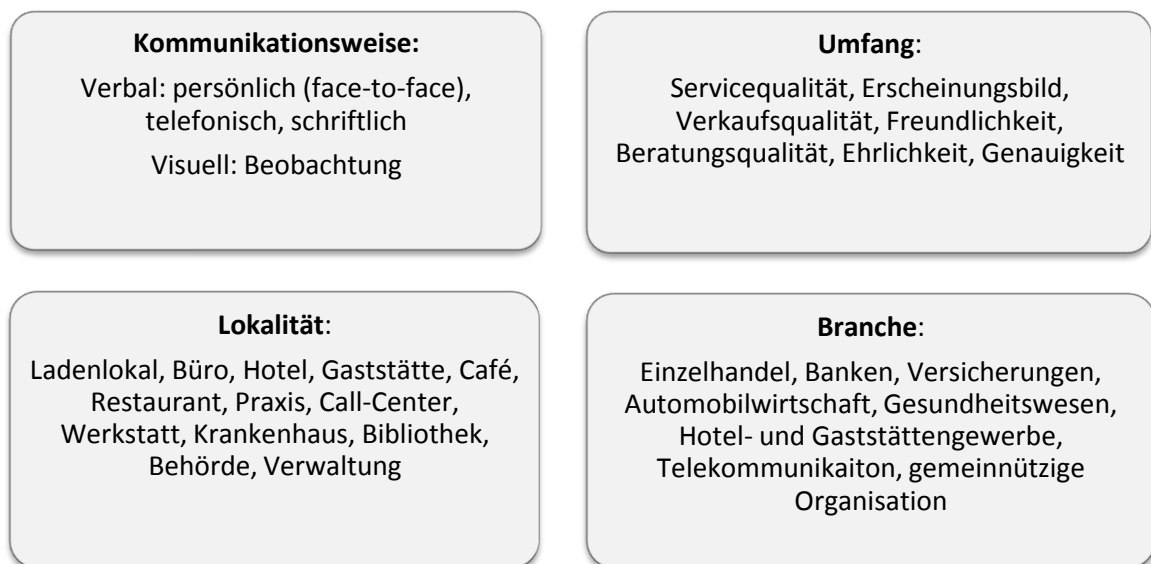 Kommunikationsweise:
Verbal: persönlich (face-to-face),
telefonisch, schriftlich
Visuell: Beobachtung
Umfang:
Servicequalität, Erscheinungsbild,
Verkaufsqualität, Freundlichkeit,
Beratungsqualität, Ehrlichkeit, Genauigkeit
Lokalität:
Ladenlokal, Büro, Hotel, Gaststätte, Café,
Restaurant, Praxis, Call-Center,
Werkstatt, Krankenhaus, Bibliothek,
Behörde, Verwaltung
Branche:
Einzelhandel, Banken, Versicherungen,
Automobilwirtschaft, Gesundheitswesen,
Hotel- und Gaststättengewerbe,
Telekommunikaiton, gemeinnützige
Organisation